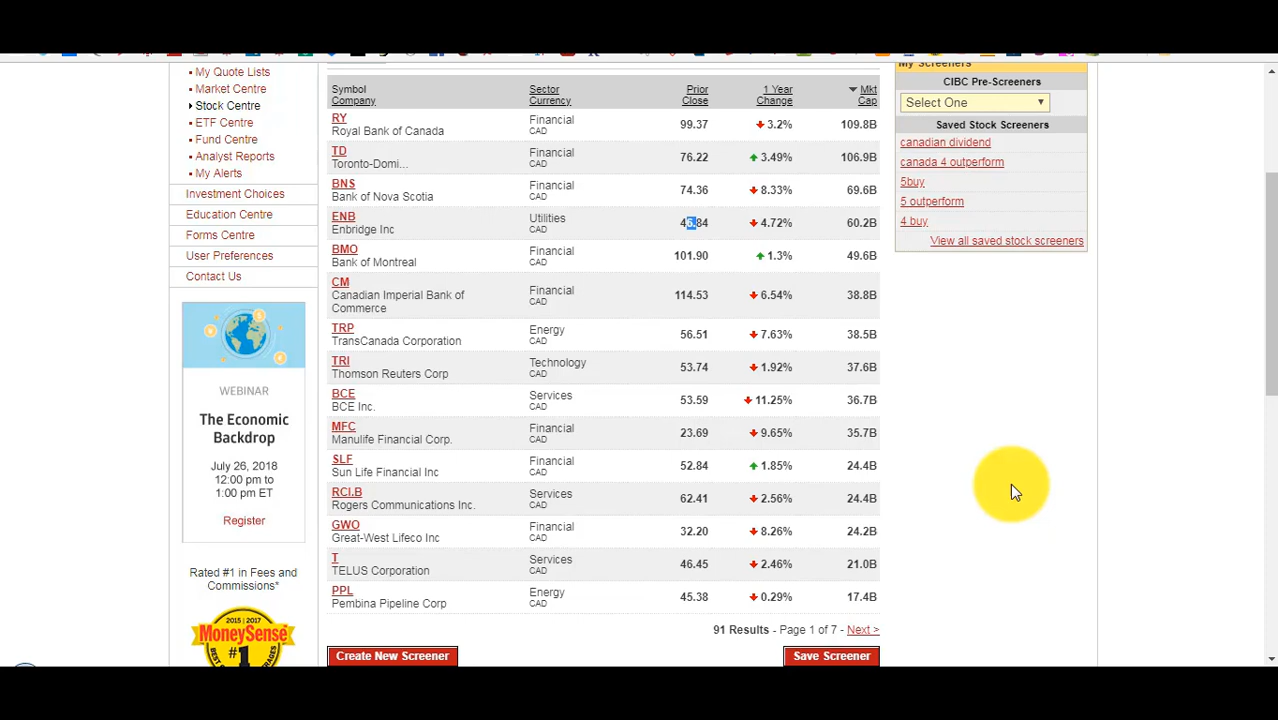 My Quote Lists
Market Centre
Stock Centre
ETF Centre
Fund Centre
Analyst Reports
My Alerts
Investment Choices
Education Centre
Forms Centre
User Preferences
Contact Us
WEBINAR
The Economic
Backdrop
July 26, 2018
12:00 pm to
1:00 pm ET
Register
Rated #1 in Fees and
Commissions*
2015 | 2017
MoneySense
#1
Symbol Sector Prior 1 Year Mkt
Company Currency Close Change Cap
RY Financial
Royal Bank of Canada CAD 99.37 3.2% 109.8B
TD Financial
Toronto-Domi... CAD 76.22 3.49% 106.9B
BNS Financial
Bank of Nova Scotia CAD 74.36 8.33% 69.6B
ENB Utilities
Enbridge Inc CAD 46.84 4.72% 60.2B
BMO Financial
Bank of Montreal CAD 101.90 1.3% 49.6B
CM Financial
Canadian Imperial Bank of CAD 114.53 6.54% 38.8B
Commerce
TRP Energy
TransCanada Corporation CAD 56.51 7.63% 38.5B
TRI Technology
Thomson Reuters Corp CAD 53.74 1.92% 37.6B
BCE Services
BCE Inc. CAD 53.59 11.25% 36.7B
MFC Financial
Manulife Financial Corp. CAD 23.69 9.65% 35.7B
SLF Financial
Sun Life Financial Inc CAD 52.84 1.85% 24.4B
RCI.B Services
Rogers Communications Inc. CAD 62.41 2.56% 24.4B
GWO Financial
Great-West Lifeco Inc CAD 32.20 8.26% 24.2B
T Services
TELUS Corporation CAD 46.45 2.46% 21.0B
PPL Energy
Pembina Pipeline Corp CAD 45.38 0.29% 17.4B
91 Results - Page 1 of 7 - Next >
Create New Screener Save Screener
My Screeners
CIBC Pre-Screeners
Select One
Saved Stock Screeners
canadian dividend
canada 4 outperform
5buy
5 outperform
4 buy
View all saved stock screeners